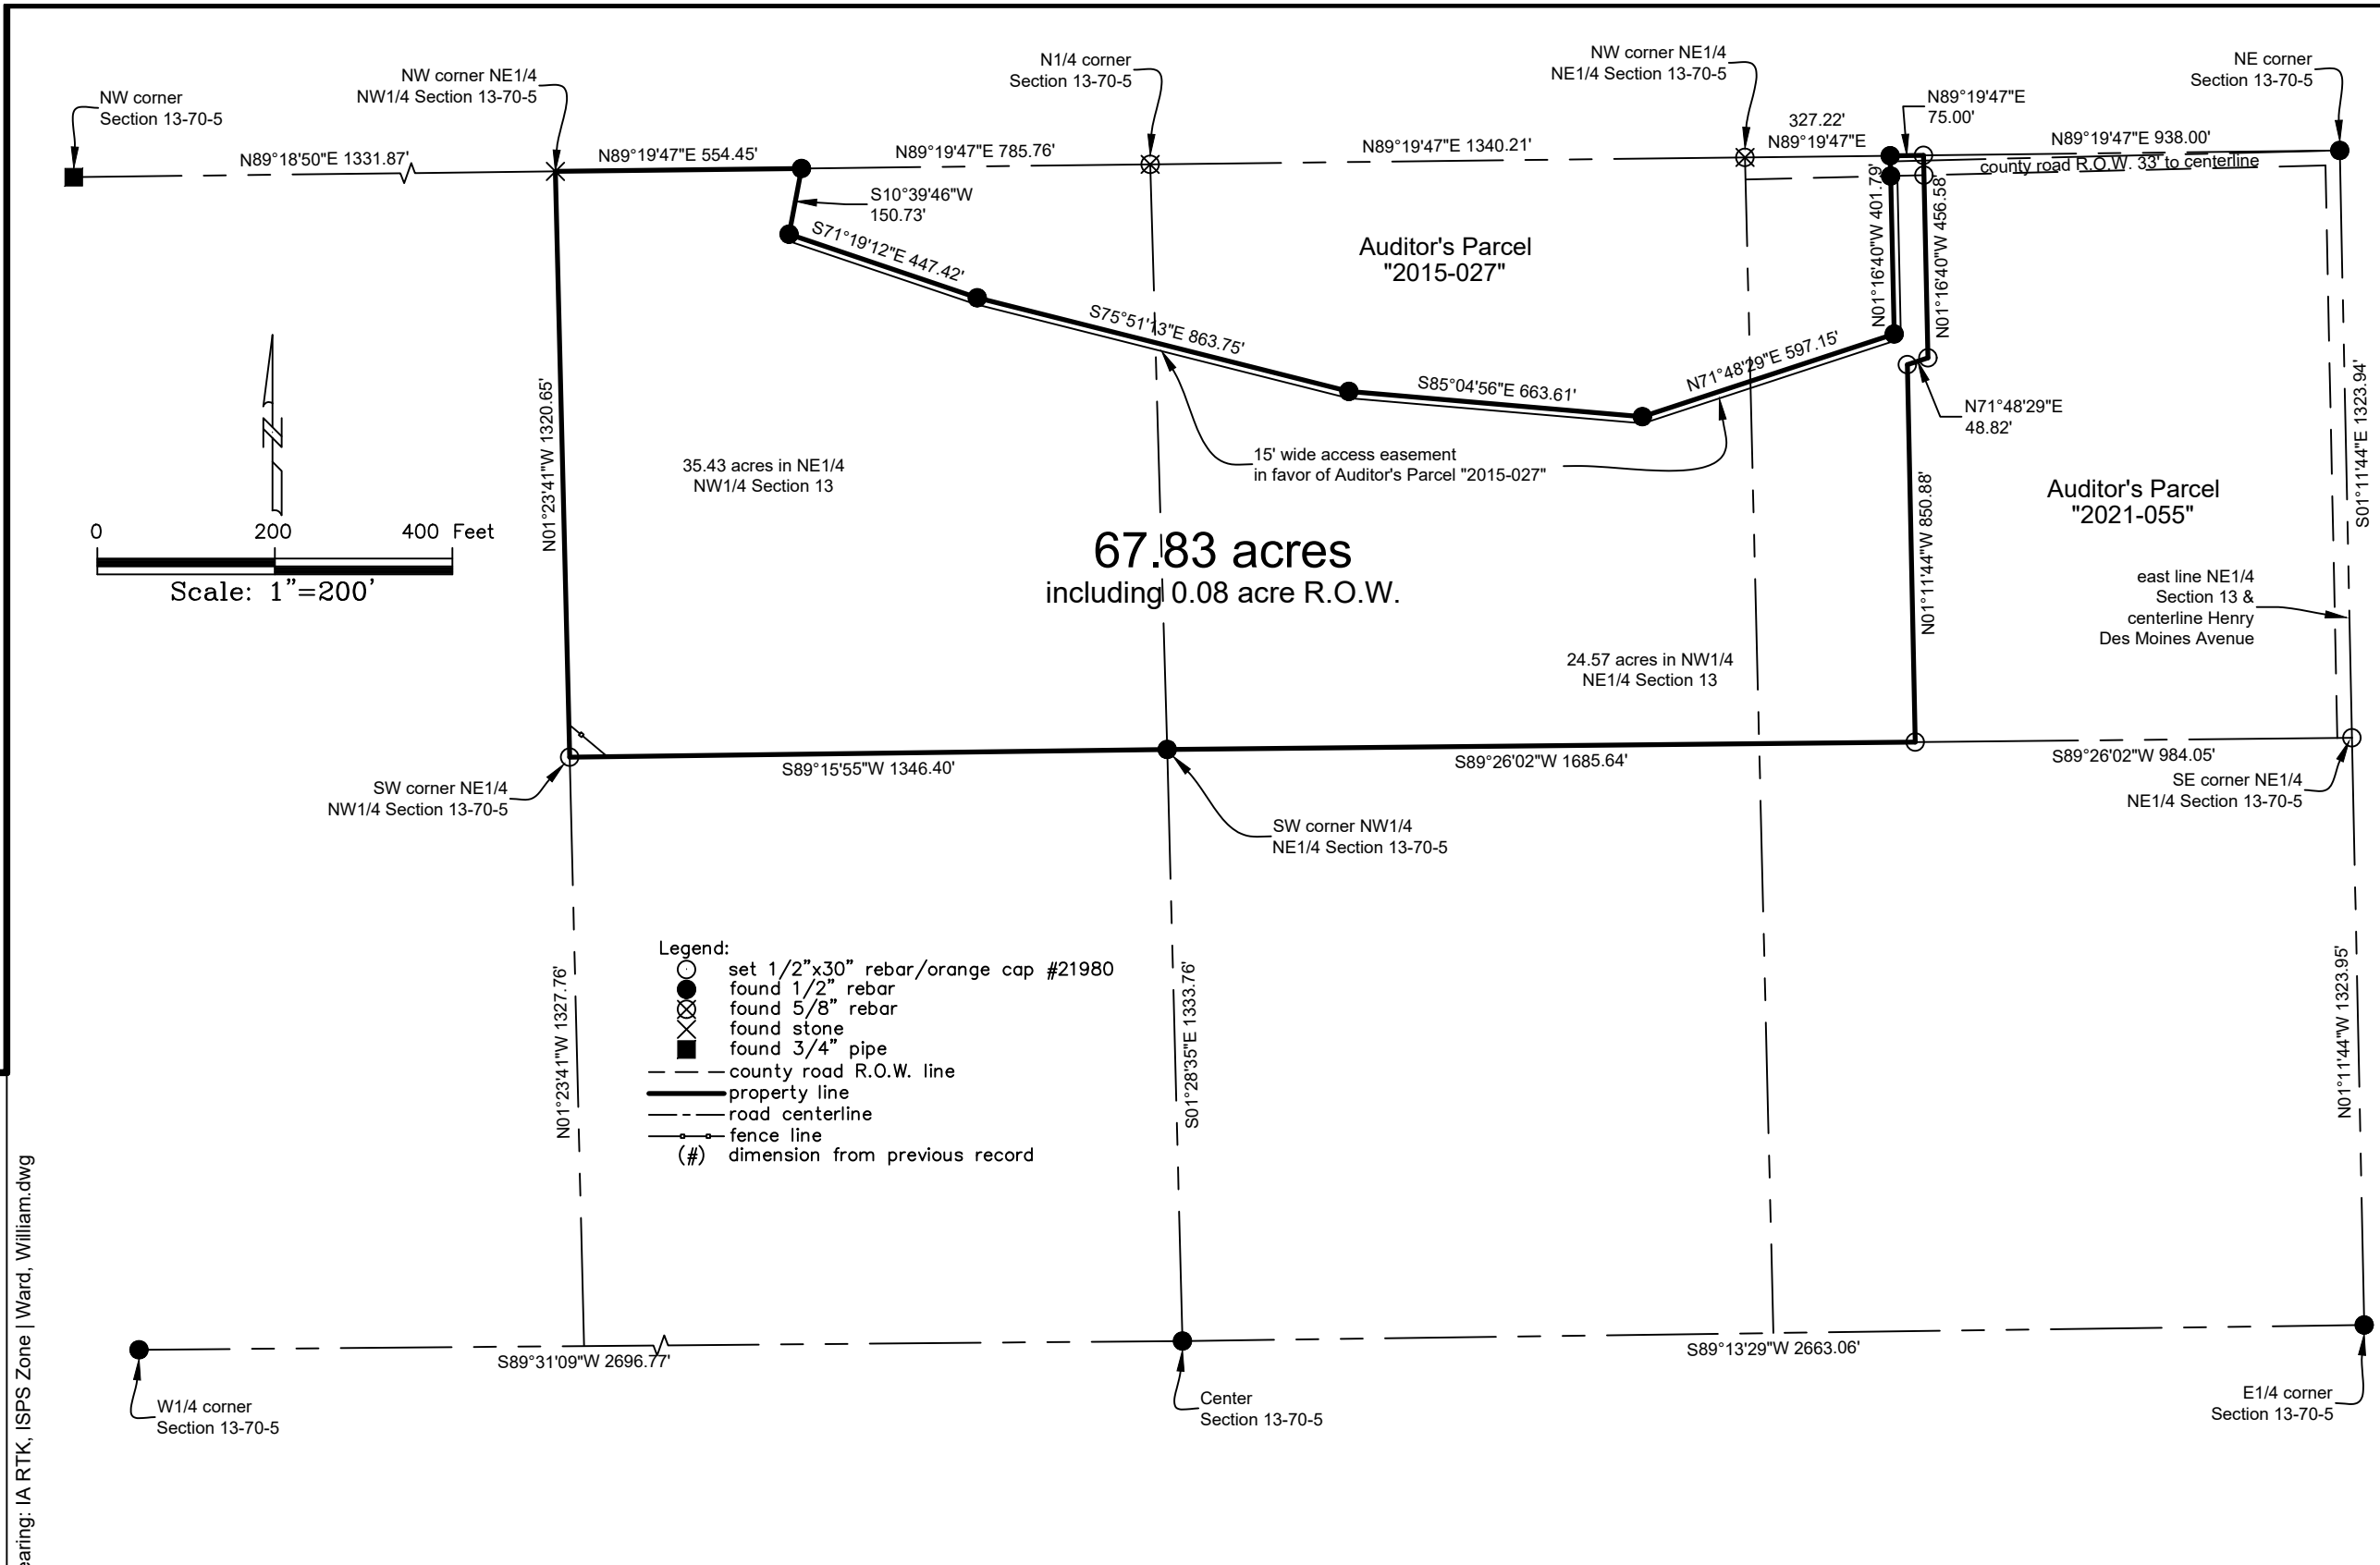 NW corner
Section 13-70-5
NW corner NE1/4
NW1/4 Section 13-70-5
N1/4 corner
Section 13-70-5
NW corner NE1/4
NE1/4 Section 13-70-5
NE corner
Section 13-70-5
N89°18'50"E 1331.87'
N89°19'47"E 554.45'
N89°19'47"E 785.76'
N89°19'47"E 1340.21'
327.22'
N89°19'47"E
N89°19'47"E
75.00'
N89°19'47"E 938.00'
county road R.O.W. 33' to centerline
S10°39'46"W
150.73'
S71°19'12"E 447.42'
S75°51'13"E 863.75'
S85°04'56"E 663.61'
N71°48'29"E 597.15'
N01°16'40"W 401.79'
N01°16'40"W 456.58'
Auditor's Parcel
"2015-027"
N71°48'29"E
48.82'
S01°11'44"E 1323.94'
N01°23'41"W 1320.65'
35.43 acres in NE1/4
NW1/4 Section 13
15' wide access easement
in favor of Auditor's Parcel "2015-027"
Auditor's Parcel
"2021-055"
N01°11'44"W 850.88'
0 200 400 Feet
Scale: 1"=200'
67.83 acres
including 0.08 acre R.O.W.
east line NE1/4
Section 13 &
centerline Henry
Des Moines Avenue
24.57 acres in NW1/4
NE1/4 Section 13
S89°15'55"W 1346.40'
S89°26'02"W 1685.64'
S89°26'02"W 984.05'
SW corner NE1/4
NW1/4 Section 13-70-5
SW corner NW1/4
NE1/4 Section 13-70-5
SE corner NE1/4
NE1/4 Section 13-70-5
Legend:
set 1/2"x30" rebar/orange cap #21980
found 1/2" rebar
found 5/8" rebar
found stone
found 3/4" pipe
county road R.O.W. line
property line
road centerline
fence line
(#) dimension from previous record
N01°23'41"W 1327.76'
S01°28'35"E 1333.76'
N01°11'44"W 1323.95'
S89°31'09"W 2696.77'
S89°13'29"W 2663.06'
W1/4 corner
Section 13-70-5
Center
Section 13-70-5
E1/4 corner
Section 13-70-5
earing: IA RTK, ISPS Zone | Ward, William.dwg